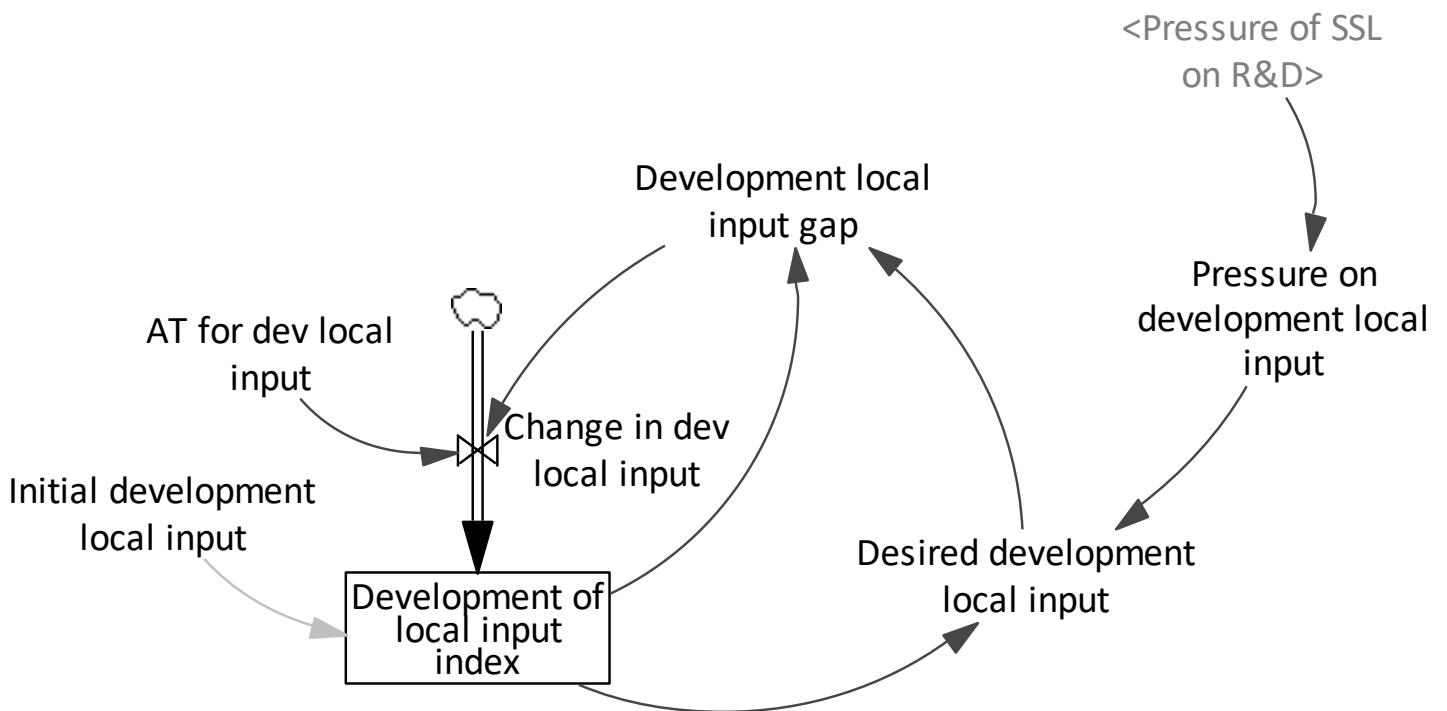 <Pressure of SSL
on R&D>
Development local
input gap
Pressure on
development local
input
AT for dev local
input
Change in dev
local input
Initial development
local input
Desired development
local input
Development of
local input
index